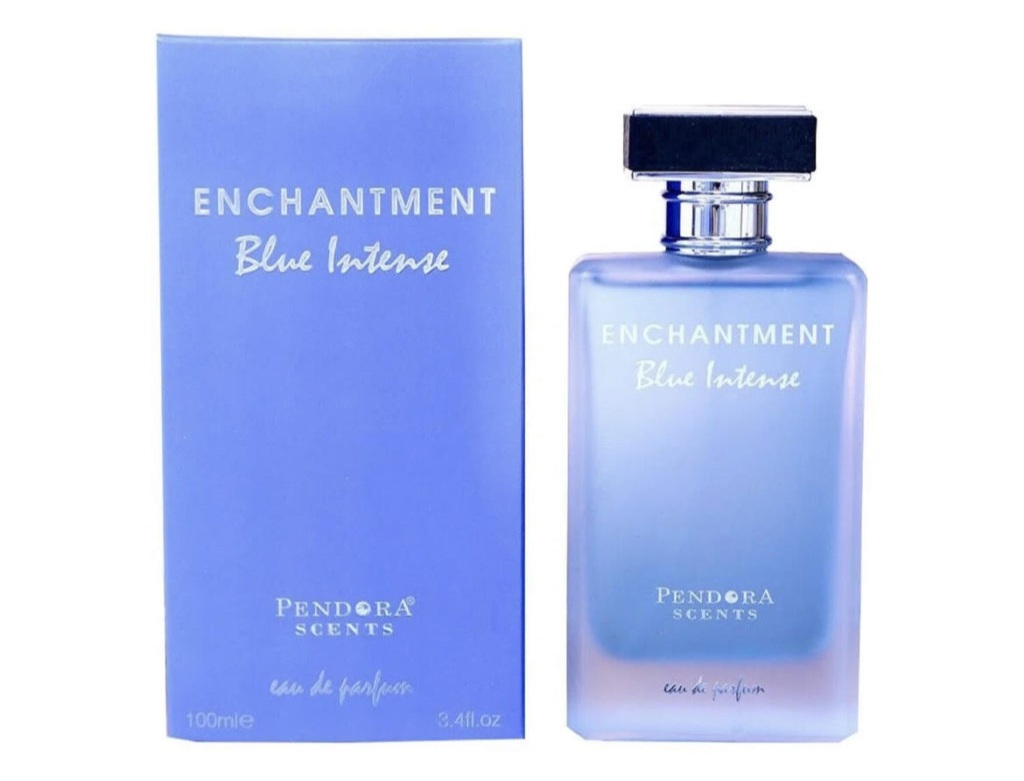 ENCHANTMENT
Blue Intense
PENDORA®
SCENTS
eau de parfum
100ml℮
3.4fl.oz
ENCHANTMENT
Blue Intense
PENDORA
SCENTS
eau de parfum